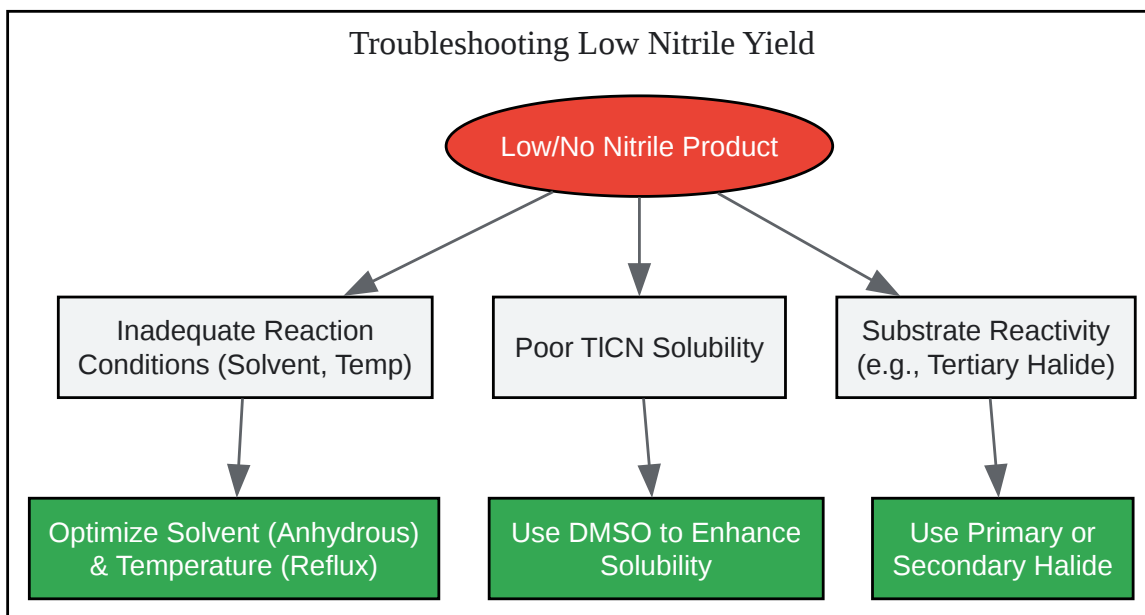 Troubleshooting Low Nitrile Yield
Low/No Nitrile Product
Inadequate Reaction
Conditions (Solvent, Temp)
Poor TlCN Solubility
Substrate Reactivity
(e.g., Tertiary Halide)
Optimize Solvent (Anhydrous)
& Temperature (Reflux)
Use DMSO to Enhance
Solubility
Use Primary or
Secondary Halide